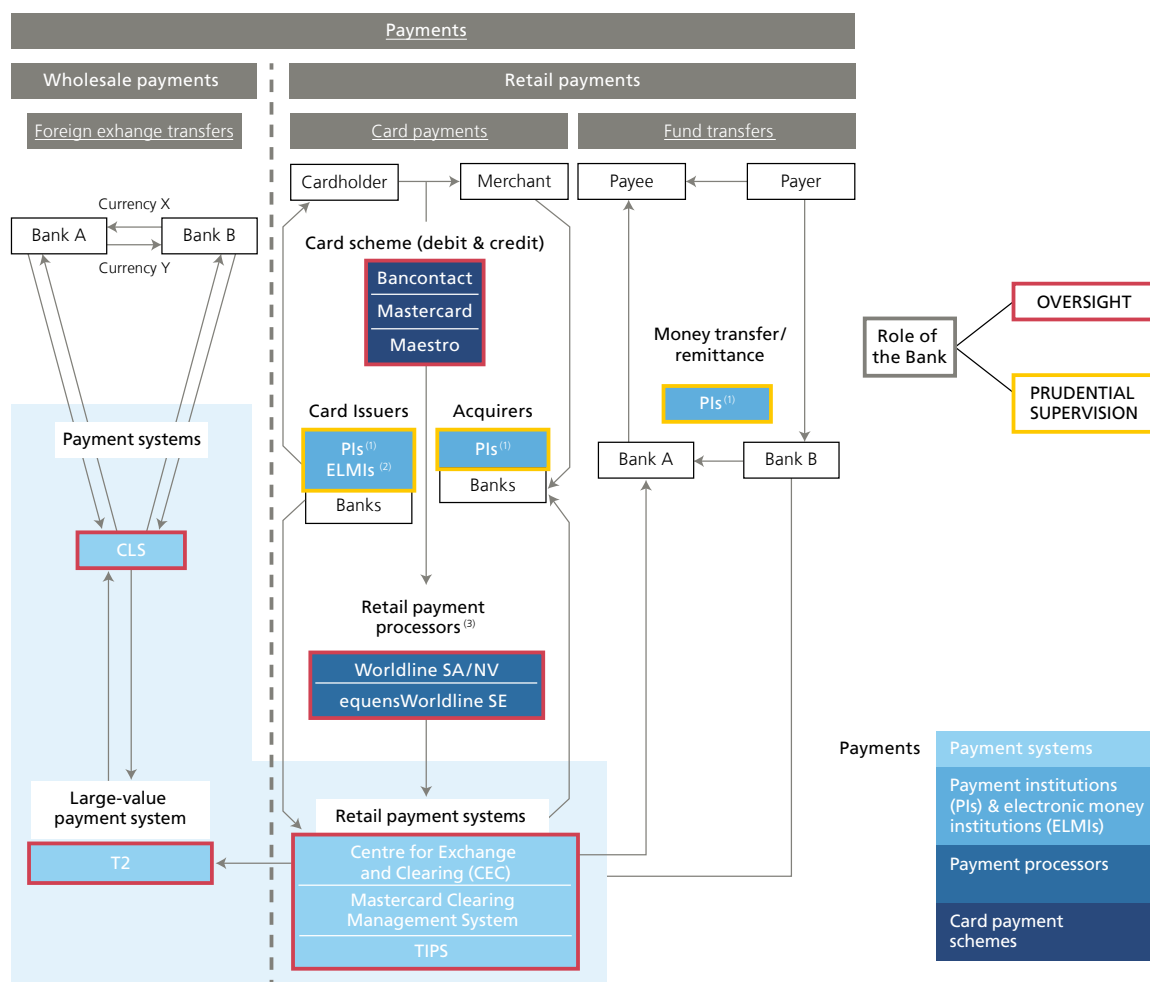 Payments
Wholesale payments
Retail payments
Foreign exhange transfers
Card payments
Fund transfers
Cardholder
Merchant
Payee
Payer
Currency X
Bank A
Bank B
Currency Y
Card scheme (debit & credit)
Bancontact
Mastercard
Maestro
Money transfer/
remittance
PIs (1)
Role of
the Bank
OVERSIGHT
PRUDENTIAL
SUPERVISION
Card Issuers
PIs (1)
ELMIs (2)
Banks
Acquirers
PIs (1)
Banks
Bank A
Bank B
Payment systems
CLS
Retail payment
processors (3)
Worldline SA/NV
equensWorldline SE
Large-value
payment system
T2
Retail payment systems
Centre for Exchange
and Clearing (CEC)
Mastercard Clearing
Management System
TIPS
Payments
Payment systems
Payment institutions
(PIs) & electronic money
institutions (ELMIs)
Payment processors
Card payment
schemes